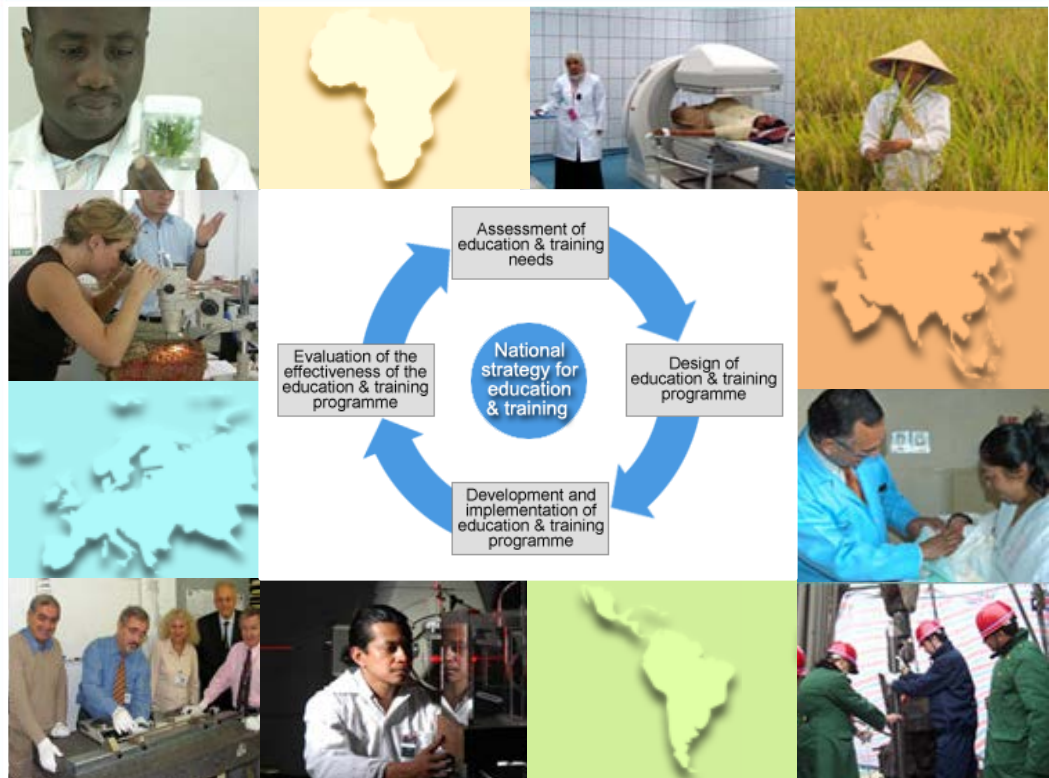 Assessment of
education & training
needs
Evaluation of the
effectiveness of the
education & training
programme
National
strategy for
education
& training
Design of
education & training
programme
Development and
implementation of
education & training
programme